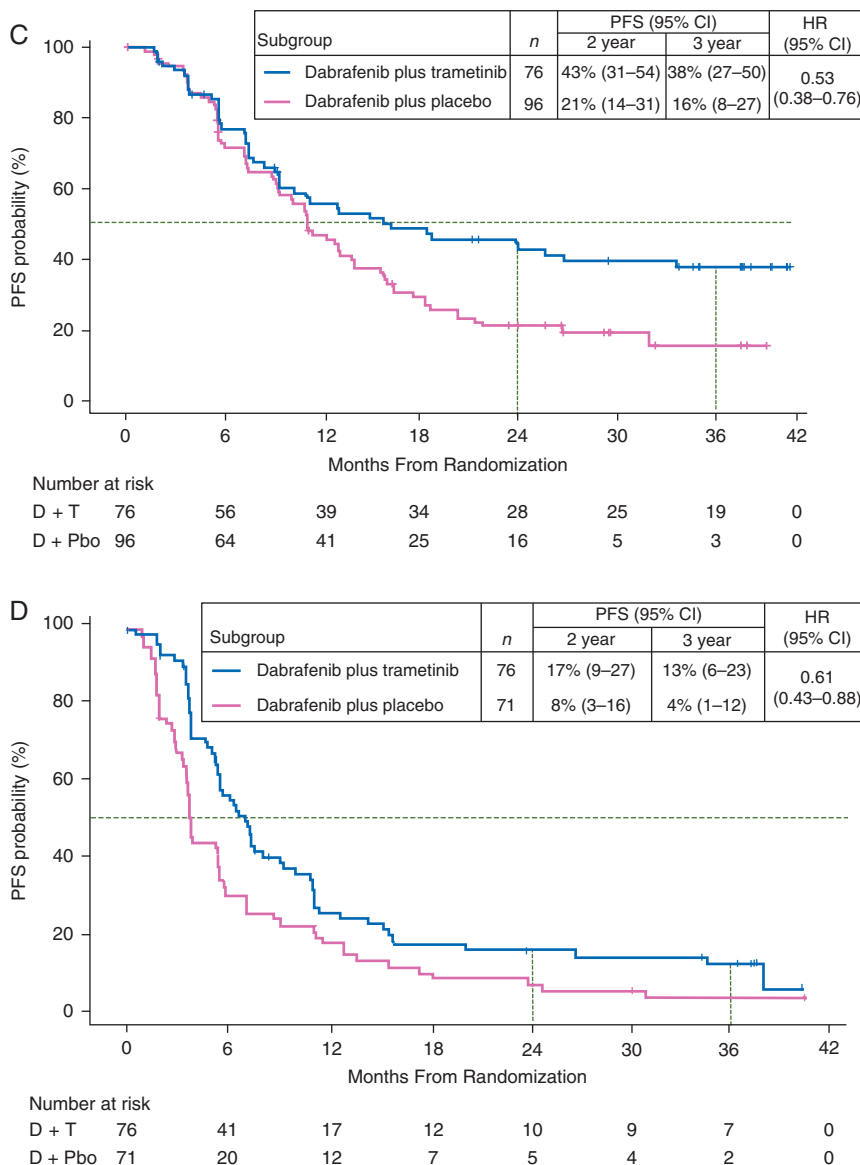 C
Subgroup n PFS (95% CI) HR (95% CI)
2 year 3 year
Dabrafenib plus trametinib 76 43% (31–54) 38% (27–50) 0.53
Dabrafenib plus placebo 96 21% (14–31) 16% (8–27) (0.38–0.76)
PFS probability (%)
100
80
60
40
20
0
0 6 12 18 24 30 36 42
Months From Randomization
Number at risk
D + T 76 56 39 34 28 25 19 0
D + Pbo 96 64 41 25 16 5 3 0
D
Subgroup n PFS (95% CI) HR (95% CI)
2 year 3 year
Dabrafenib plus trametinib 76 17% (9–27) 13% (6–23) 0.61
Dabrafenib plus placebo 71 8% (3–16) 4% (1–12) (0.43–0.88)
PFS probability (%)
100
80
60
40
20
0
0 6 12 18 24 30 36 42
Months From Randomization
Number at risk
D + T 76 41 17 12 10 9 7 0
D + Pbo 71 20 12 7 5 4 2 0